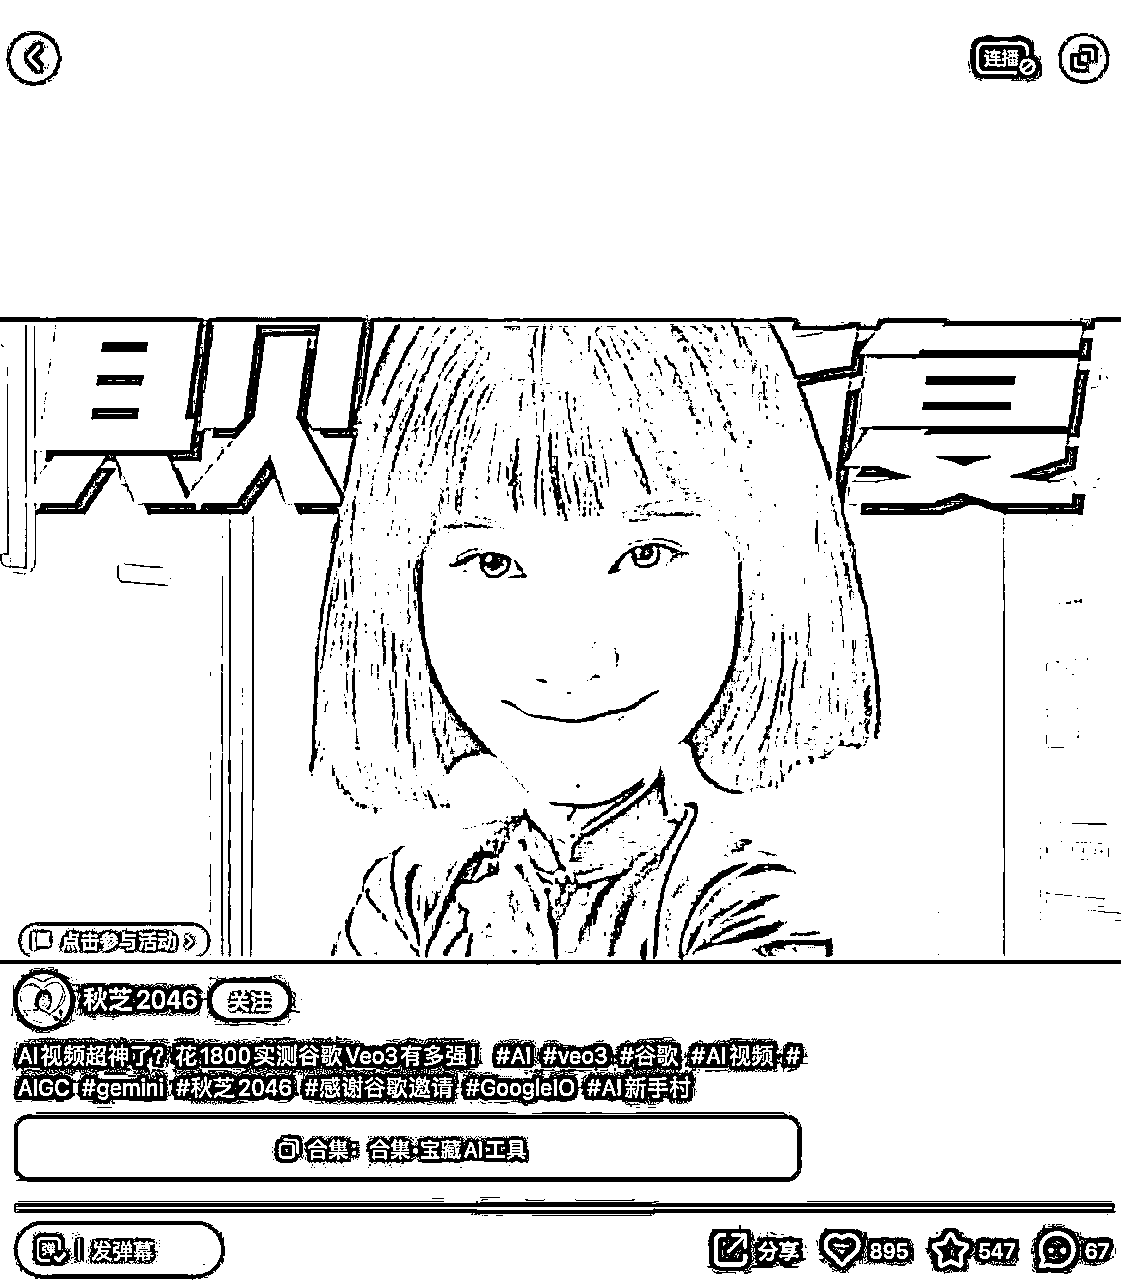 连播
点击参与活动
秋芝2046 关注
AI视频超神了？花1800实测谷歌Veo3有多强！ #AI #veo3 #谷歌 #AI视频 #
AIGC #gemini #秋芝2046 #感谢谷歌邀请 #GoogleIO #AI新手村
合集：合集·宝藏AI工具
弹 发弹幕 分享 895 547 67